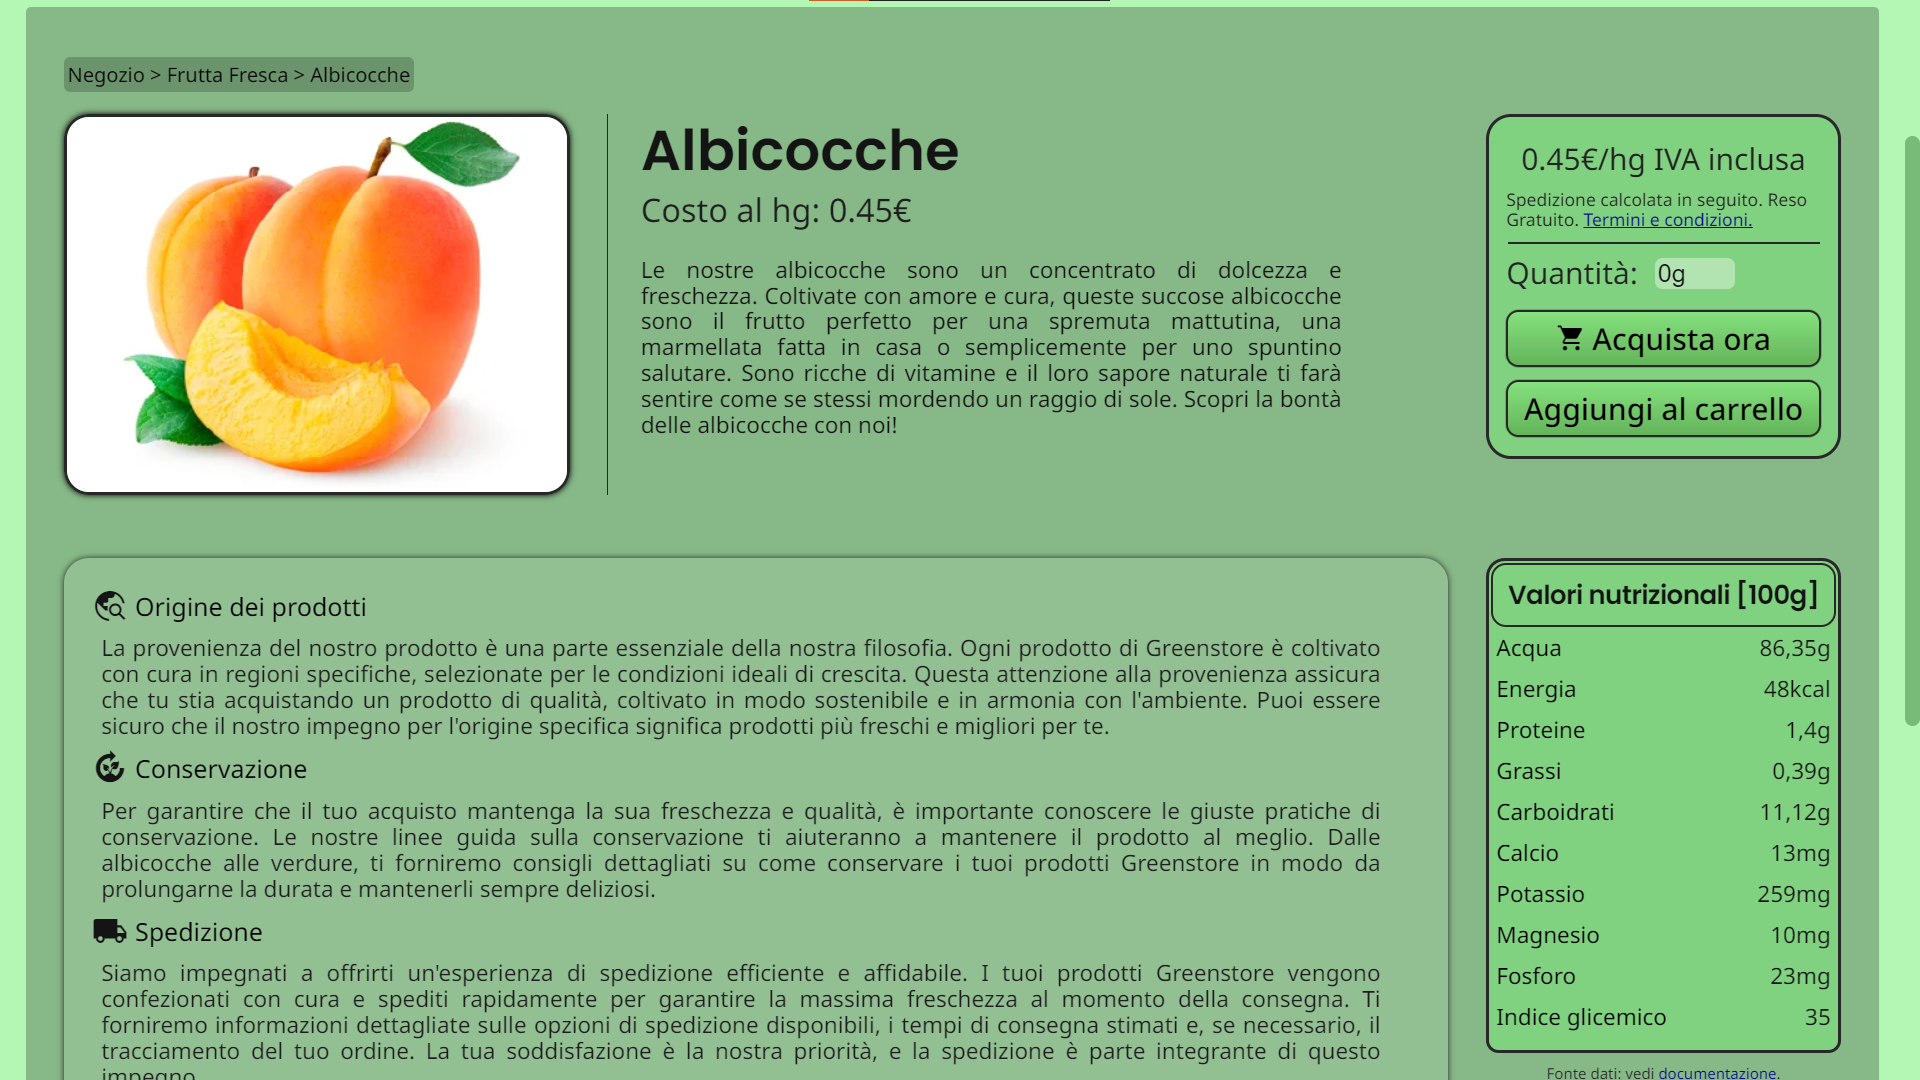 Negozio > Frutta Fresca > Albicocche
Albicocche
Costo al hg: 0.45€
Le nostre albicocche sono un concentrato di dolcezza e
freschezza. Coltivate con amore e cura, queste succose albicocche
sono il frutto perfetto per una spremuta mattutina, una
marmellata fatta in casa o semplicemente per uno spuntino
salutare. Sono ricche di vitamine e il loro sapore naturale ti farà
sentire come se stessi mordendo un raggio di sole. Scopri la bontà
delle albicocche con noi!
0.45€/hg IVA inclusa
Spedizione calcolata in seguito. Reso
Gratuito. Termini e condizioni.
Quantità: 0g
Acquista ora
Aggiungi al carrello
Origine dei prodotti
La provenienza del nostro prodotto è una parte essenziale della nostra filosofia. Ogni prodotto di Greenstore è coltivato
con cura in regioni specifiche, selezionate per le condizioni ideali di crescita. Questa attenzione alla provenienza assicura
che tu stia acquistando un prodotto di qualità, coltivato in modo sostenibile e in armonia con l'ambiente. Puoi essere
sicuro che il nostro impegno per l'origine specifica significa prodotti più freschi e migliori per te.
Conservazione
Per garantire che il tuo acquisto mantenga la sua freschezza e qualità, è importante conoscere le giuste pratiche di
conservazione. Le nostre linee guida sulla conservazione ti aiuteranno a mantenere il prodotto al meglio. Dalle
albicocche alle verdure, ti forniremo consigli dettagliati su come conservare i tuoi prodotti Greenstore in modo da
prolungarne la durata e mantenerli sempre deliziosi.
Spedizione
Siamo impegnati a offrirti un'esperienza di spedizione efficiente e affidabile. I tuoi prodotti Greenstore vengono
confezionati con cura e spediti rapidamente per garantire la massima freschezza al momento della consegna. Ti
forniremo informazioni dettagliate sulle opzioni di spedizione disponibili, i tempi di consegna stimati e, se necessario, il
tracciamento del tuo ordine. La tua soddisfazione è la nostra priorità, e la spedizione è parte integrante di questo
impegno.
Valori nutrizionali [100g]
Acqua 86,35g
Energia 48kcal
Proteine 1,4g
Grassi 0,39g
Carboidrati 11,12g
Calcio 13mg
Potassio 259mg
Magnesio 10mg
Fosforo 23mg
Indice glicemico 35
Fonte dati: vedi documentazione.